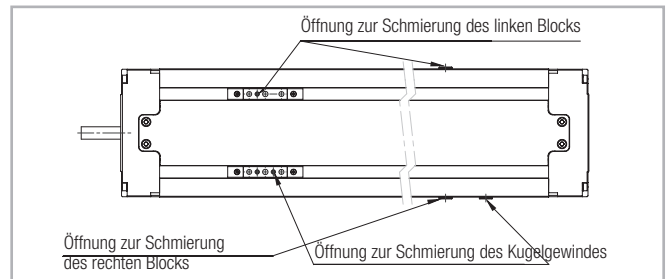 Öffnung zur Schmierung des linken Blocks
Öffnung zur Schmierung
des rechten Blocks
Öffnung zur Schmierung des Kugelgewindes